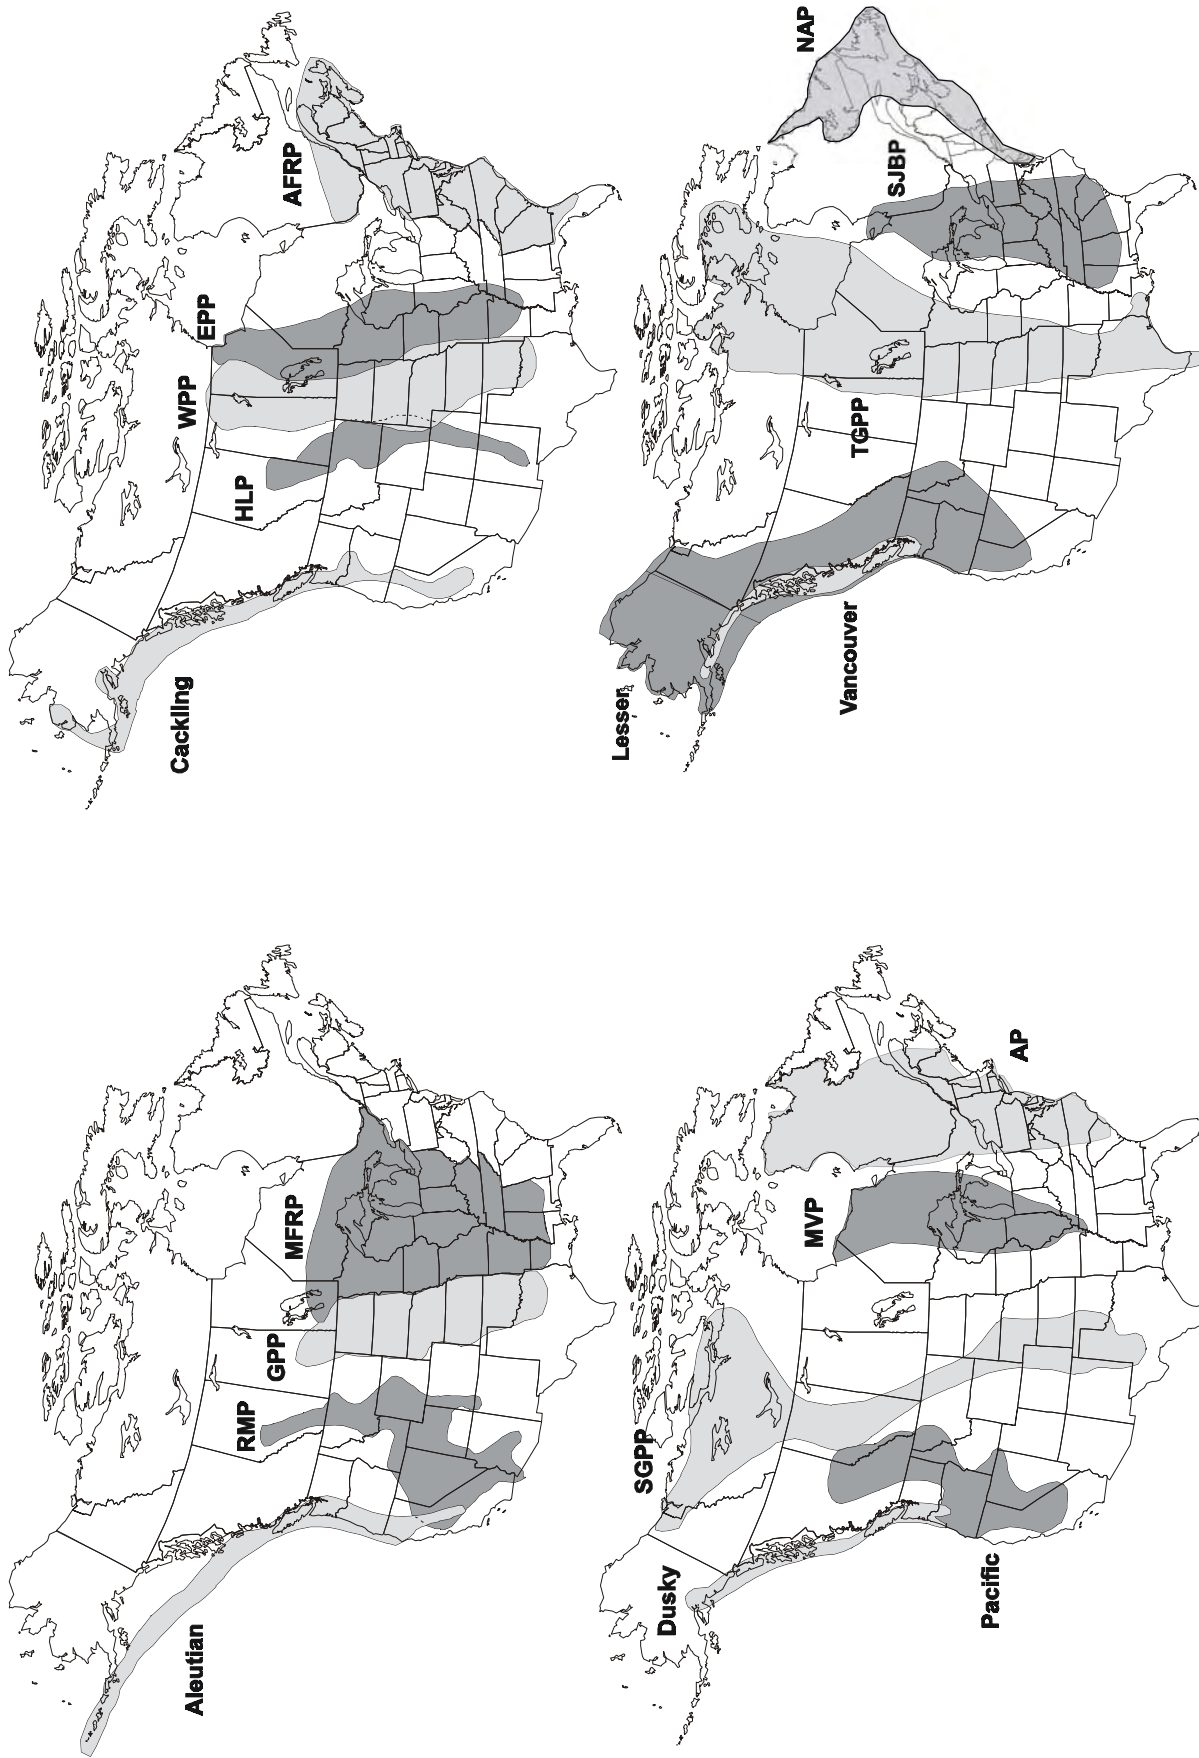 Aleutian
RMP
GPP
MFRP
Cackling
HLP
WPP
EPP
AFRP
Dusky
Pacific
SGPP
MVP
AP
Lesser
Vancouver
TGPP
SJBP
NAP